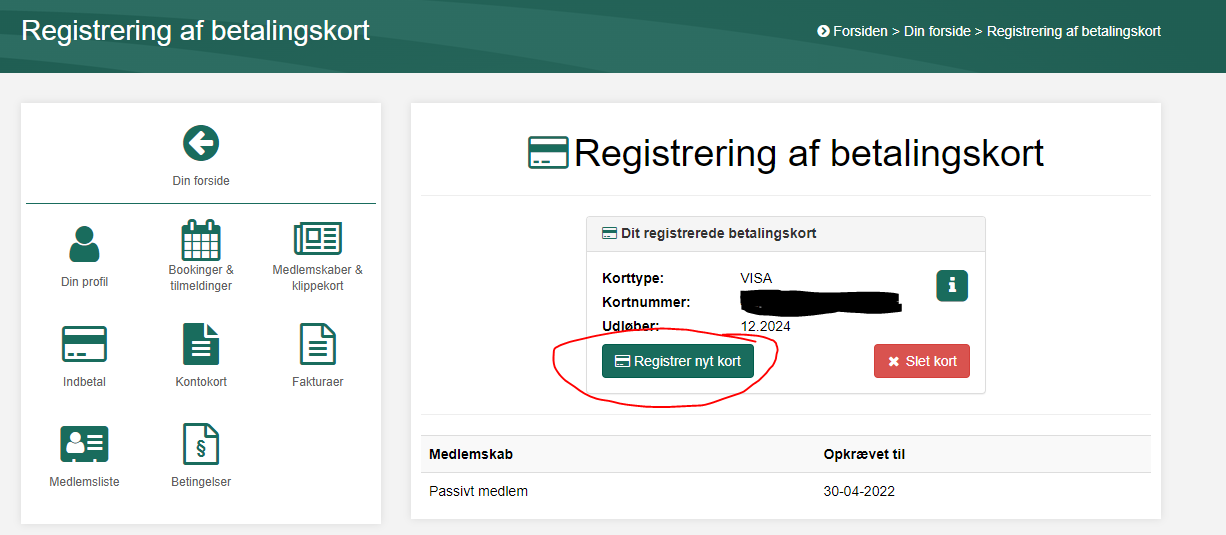 Registrering af betalingskort
Forsiden > Din forside > Registrering af betalingskort
Din forside
Din profil
Bookinger &
tilmeldinger
Medlemskaber &
klippekort
Indbetal
Kontokort
Fakturaer
Medlemsliste
§
Betingelser
Registrering af betalingskort
Dit registrerede betalingskort
Korttype: VISA
Kortnummer:
Udløber: 12.2024
Registrer nyt kort
Slet kort
Medlemskab Opkrævet til
Passivt medlem 30-04-2022